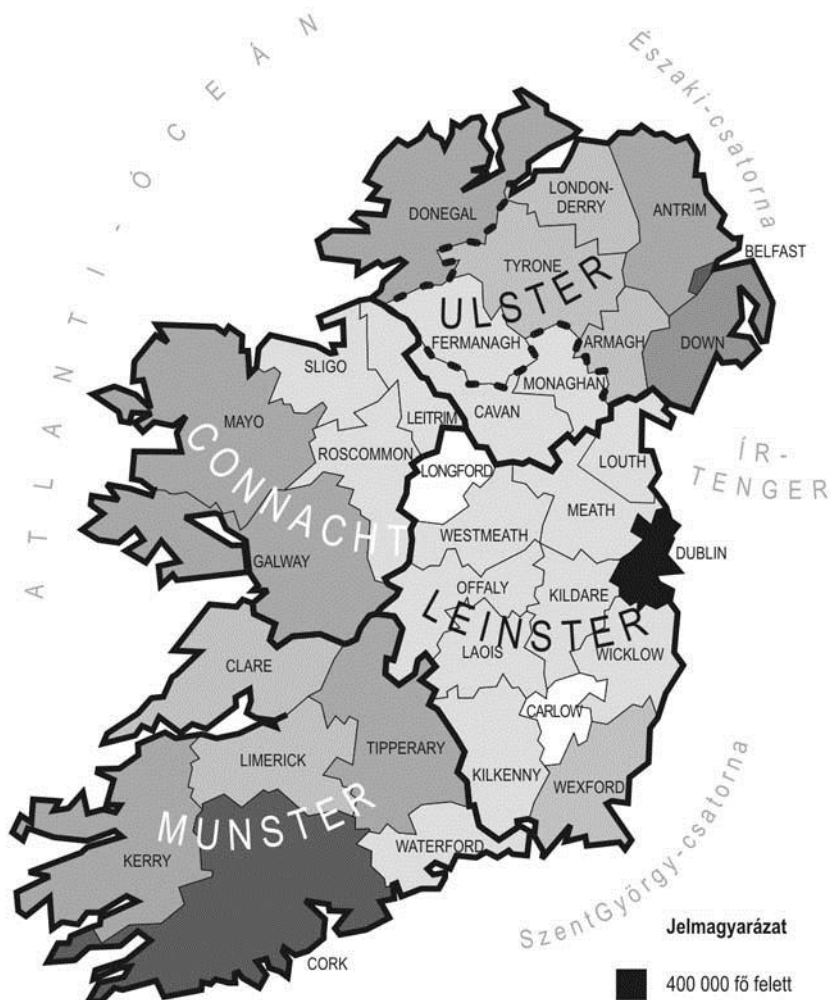 ATLANTI-ÓCEÁN
Északi-csatorna
DONEGAL
LONDON-
DERRY
ANTRIM
TYRONE
BELFAST
ULSTER
FERMANAGH
ARMAGH
DOWN
MONAGHAN
CAVAN
SLIGO
LEITRIM
MAYO
ROSCOMMON
CONNACHT
GALWAY
LONGFORD
LOUTH
ÍR-
TENGER
MEATH
WESTMEATH
DUBLIN
OFFALY
KILDARE
LEINSTER
LAOIS
WICKLOW
CLARE
CARLOW
TIPPERARY
LIMERICK
KILKENNY
WEXFORD
MUNSTER
WATERFORD
KERRY
CORK
SzentGyörgy-csatorna
Jelmagyarázat
400 000 fő felett